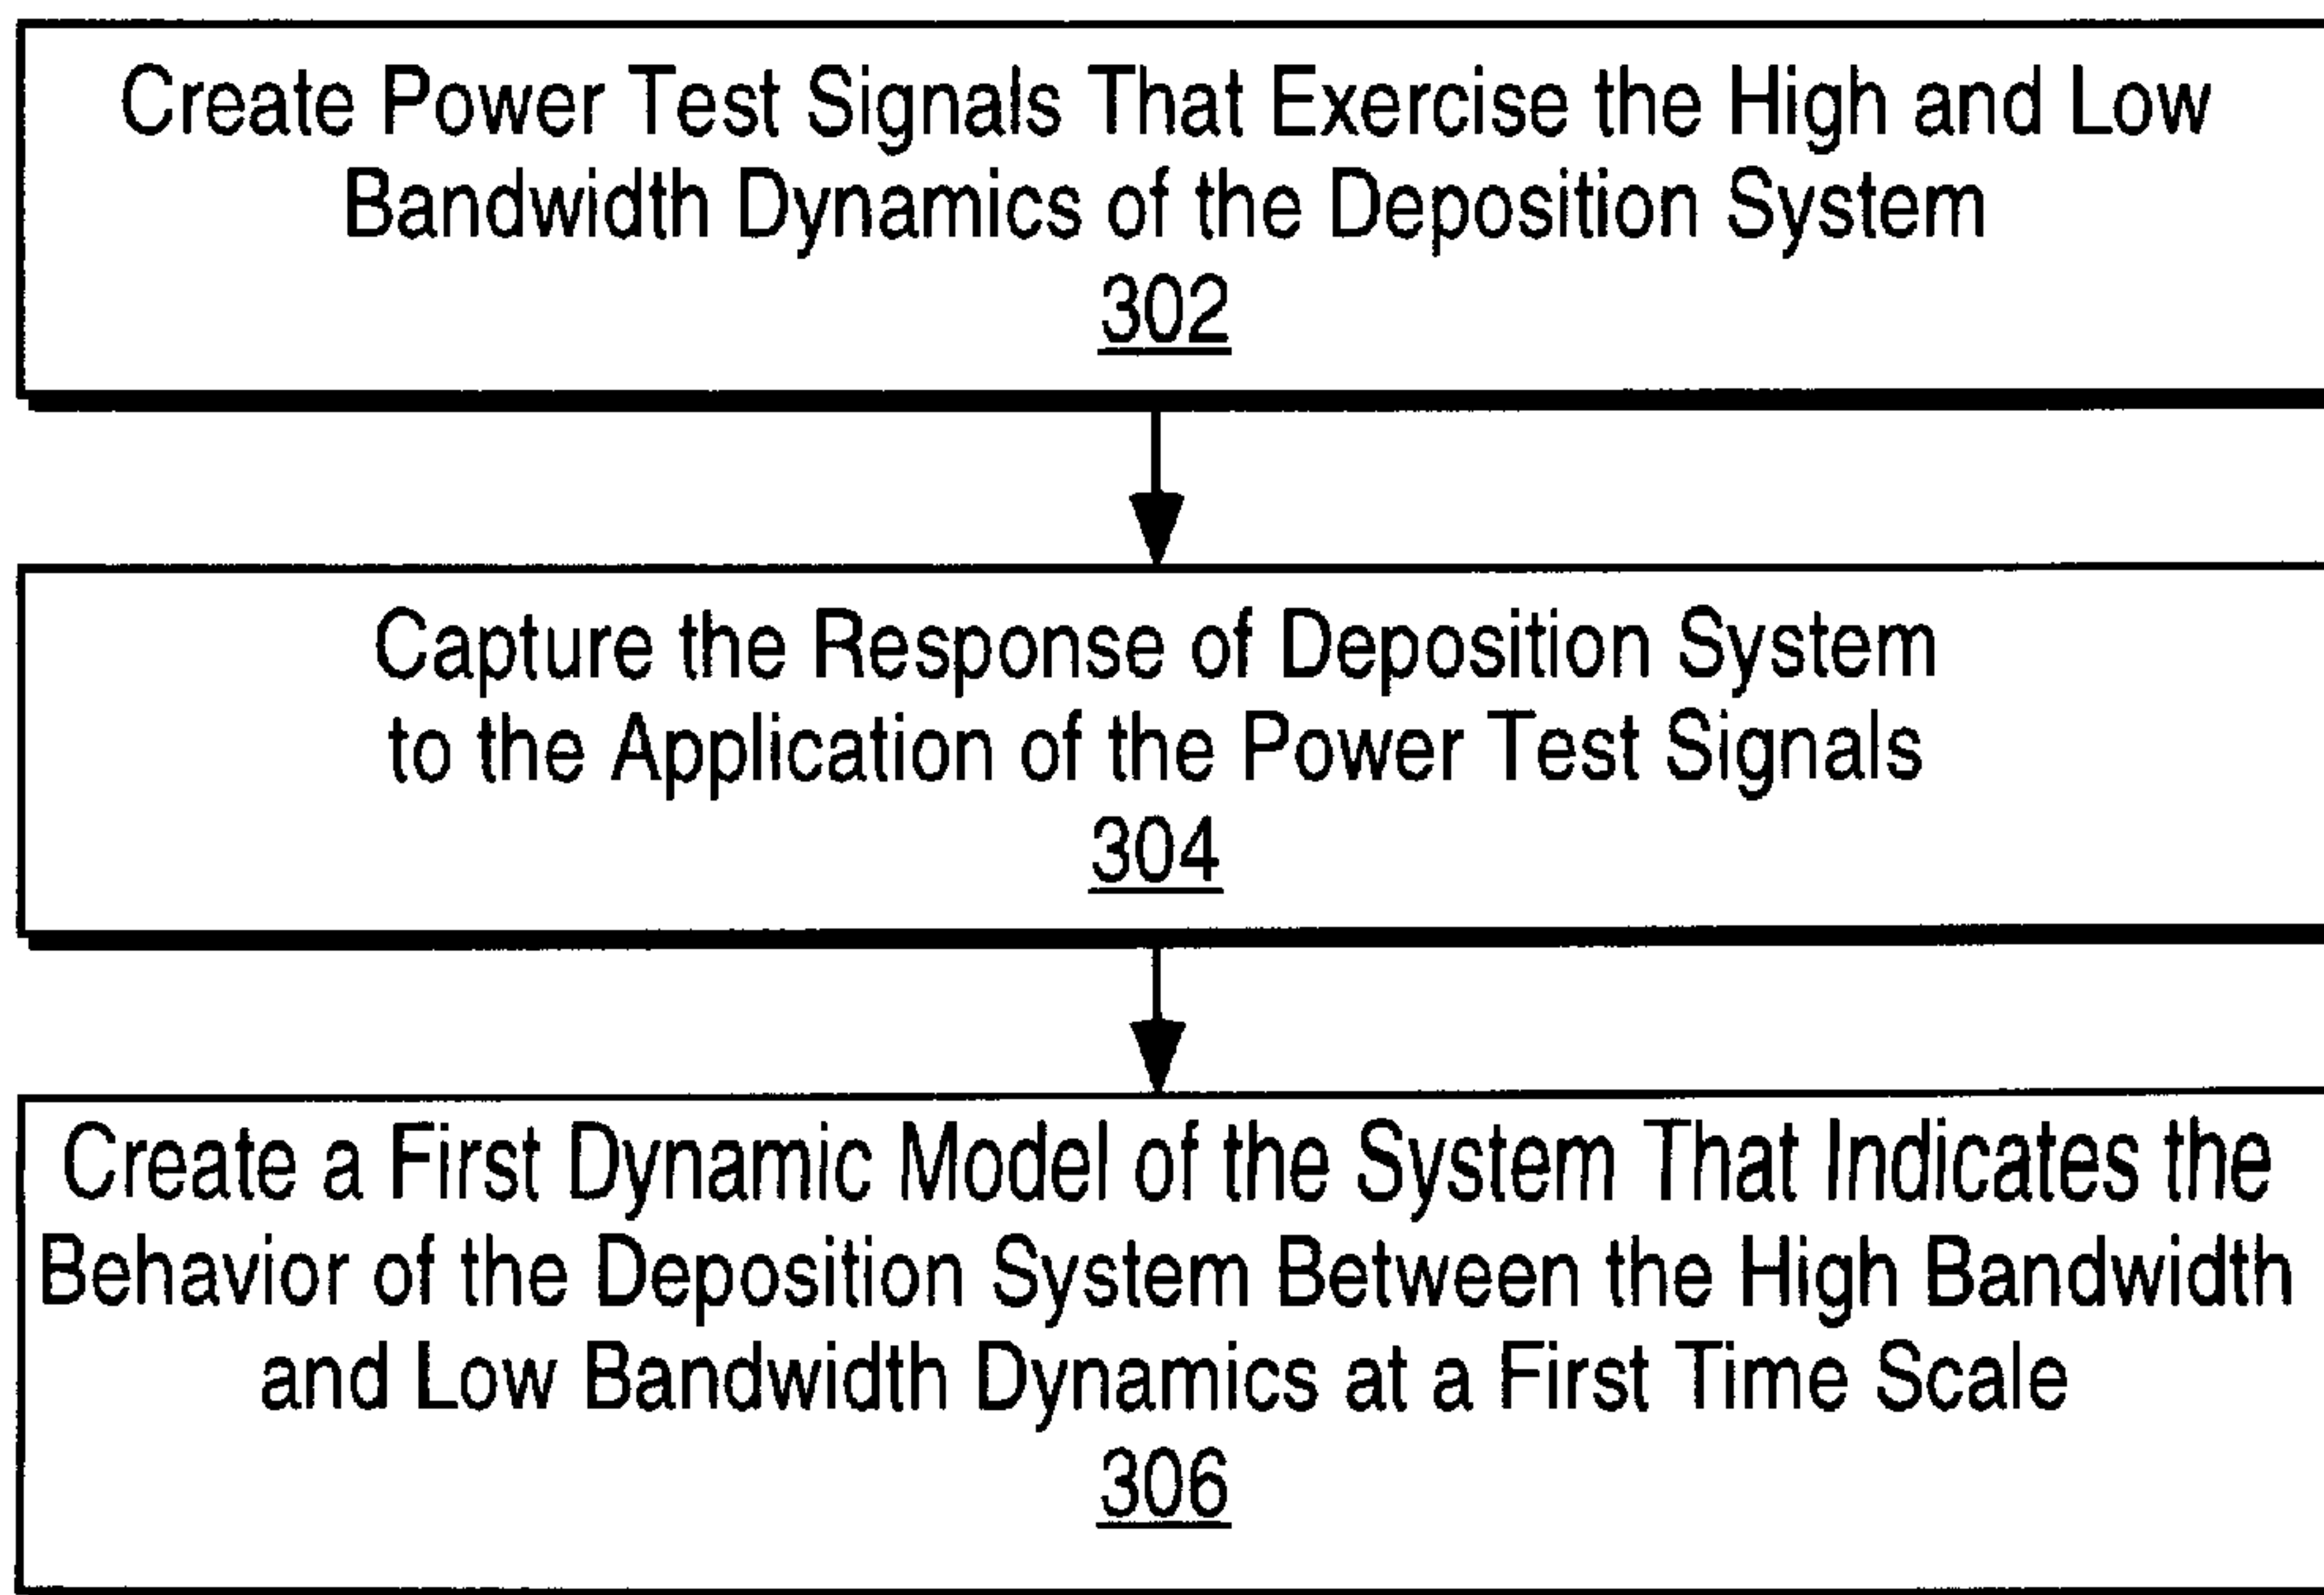 Create Power Test Signals That Exercise the High and Low
Bandwidth Dynamics of the Deposition System
302
Capture the Response of Deposition System
to the Application of the Power Test Signals
304
Create a First Dynamic Model of the System That Indicates the
Behavior of the Deposition System Between the High Bandwidth
and Low Bandwidth Dynamics at a First Time Scale
306